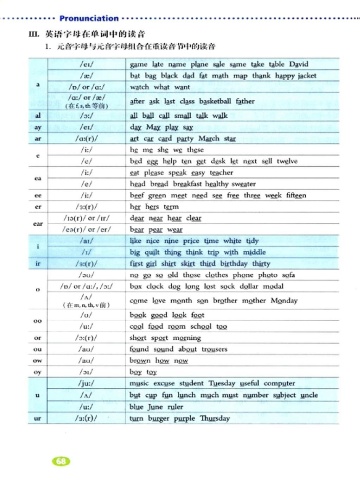 Pronunciation
III. 英语字母在单词中的读音
1. 元音字母与元音字母组合在重读音节中的读音
a /eɪ/ game late name plane sale same take table David
/æ/ bat bag black dad fat math map thank happy jacket
/ɒ/ or /ɑː/ watch what want
/ɑː/ or /æ/ (在 f, s, th 等前) after ask last class basketball father
al /ɔː/ all ball call small talk walk
ay /eɪ/ day May play say
ar /ɑː(r)/ art car card party March star
e /iː/ he me she we these
/e/ bed egg help ten get desk let next sell twelve
ea /iː/ eat please speak easy teacher
/e/ head bread breakfast healthy sweater
ee /iː/ beef green meet need see free three week fifteen
er /ɜː(r)/ her hers term
ear /ɪə(r)/ or /ɪr/ dear near hear clear
/eə(r)/ or /er/ bear pear wear
i /aɪ/ like nice nine price time white tidy
/ɪ/ big quilt thing think trip with middle
ir /ɜː(r)/ first girl shirt skirt third birthday thirty
o /əʊ/ no go so old those clothes phone photo sofa
/ɒ/ or /ɑː/, /ɔː/ box clock dog long lost sock dollar modal
/ʌ/ (在 m, n, th, v 前) come love month son brother mother Monday
oo /ʊ/ book good look foot
/uː/ cool food room school too
or /ɔː(r)/ short sport morning
ou /aʊ/ found sound about trousers
ow /aʊ/ brown how now
oy /ɔɪ/ boy toy
u /juː/ music excuse student Tuesday useful computer
/ʌ/ but cup fun lunch much must number subject uncle
/uː/ blue June ruler
ur /ɜː(r)/ turn burger purple Thursday
68